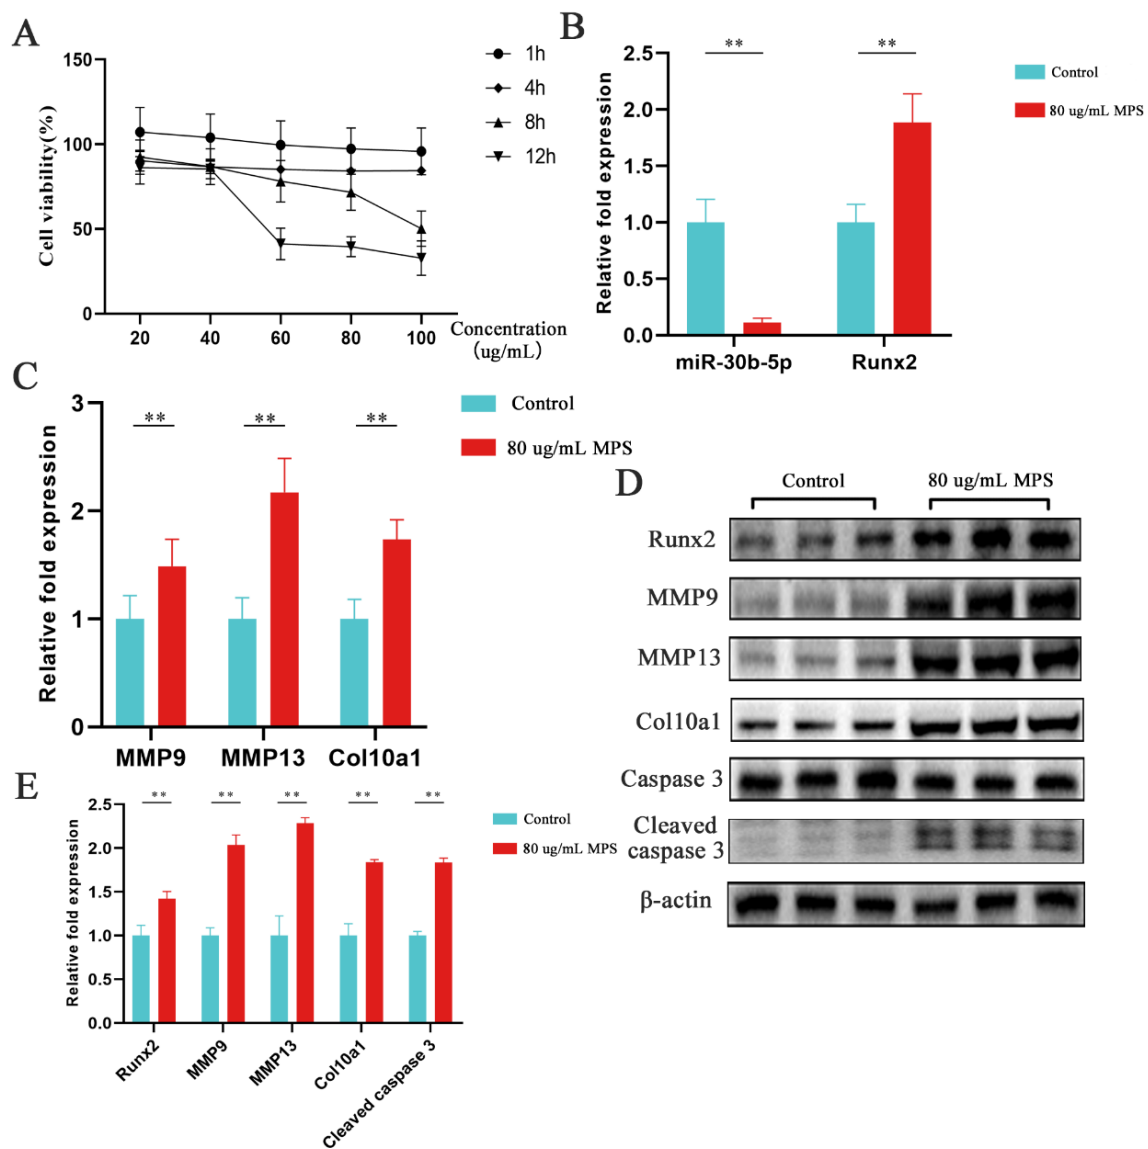 A
150
100
50
0
Cell viability(%)
20 40 60 80 100
Concentration
(ug/mL)
1h
4h
8h
12h
B
2.5
2.0
1.5
1.0
0.5
0.0
Relative fold expression
** **
miR-30b-5p Runx2
Control
80 ug/mL MPS
C
3
2
1
0
Relative fold expression
** ** **
MMP9 MMP13 Col10a1
Control
80 ug/mL MPS
D
Control 80 ug/mL MPS
Runx2
MMP9
MMP13
Col10a1
Caspase 3
Cleaved
caspase 3
β-actin
E
2.5
2.0
1.5
1.0
0.5
0.0
Relative fold expression
** ** ** ** **
Runx2 MMP9 MMP13 Col10a1 Cleaved caspase 3
Control
80 ug/mL MPS